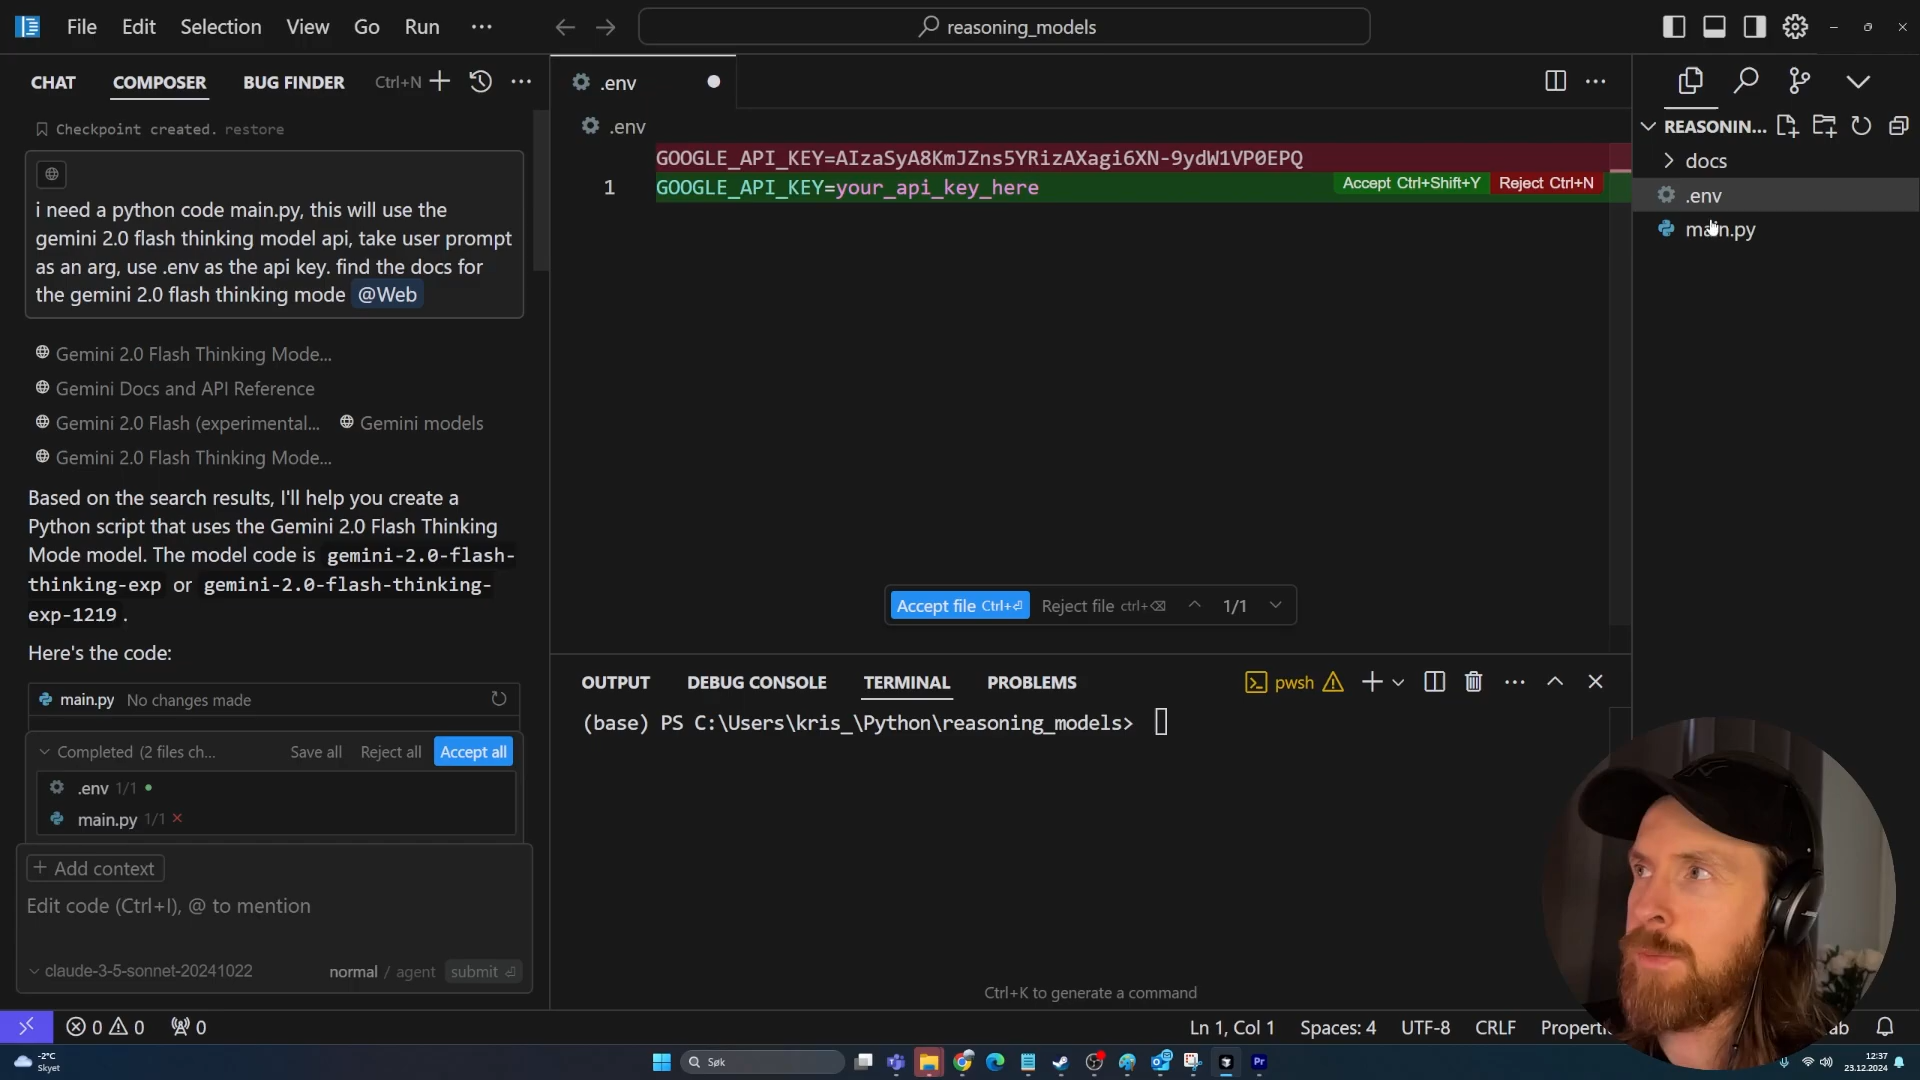 File Edit Selection View Go Run ...
reasoning_models
CHAT COMPOSER BUG FINDER Ctrl+N
Checkpoint created. restore
i need a python code main.py, this will use the
gemini 2.0 flash thinking model api, take user prompt
as an arg, use .env as the api key. find the docs for
the gemini 2.0 flash thinking mode @Web
Gemini 2.0 Flash Thinking Mode...
Gemini Docs and API Reference
Gemini 2.0 Flash (experimental... Gemini models
Gemini 2.0 Flash Thinking Mode...
Based on the search results, I'll help you create a
Python script that uses the Gemini 2.0 Flash Thinking
Mode model. The model code is gemini-2.0-flash-
thinking-exp or gemini-2.0-flash-thinking-
exp-1219 .
Here's the code:
main.py No changes made
Completed (2 files ch... Save all Reject all Accept all
.env 1/1
main.py 1/1
+ Add context
Edit code (Ctrl+I), @ to mention
claude-3-5-sonnet-20241022 normal / agent submit
.env
.env
GOOGLE_API_KEY=AIzaSyA8KmJZns5YRizAXagi6XN-9ydW1VP0EPQ
1 GOOGLE_API_KEY=your_api_key_here
Accept Ctrl+Shift+Y Reject Ctrl+N
Accept file Ctrl+⏎ Reject file ctrl+⌫ 1/1
OUTPUT DEBUG CONSOLE TERMINAL PROBLEMS pwsh
(base) PS C:\Users\kris_\Python\reasoning_models>
Ctrl+K to generate a command
REASONIN...
docs
.env
main.py
0 0 0
Ln 1, Col 1 Spaces: 4 UTF-8 CRLF
-2°C
Skyet
Søk
12:37
23.12.2024